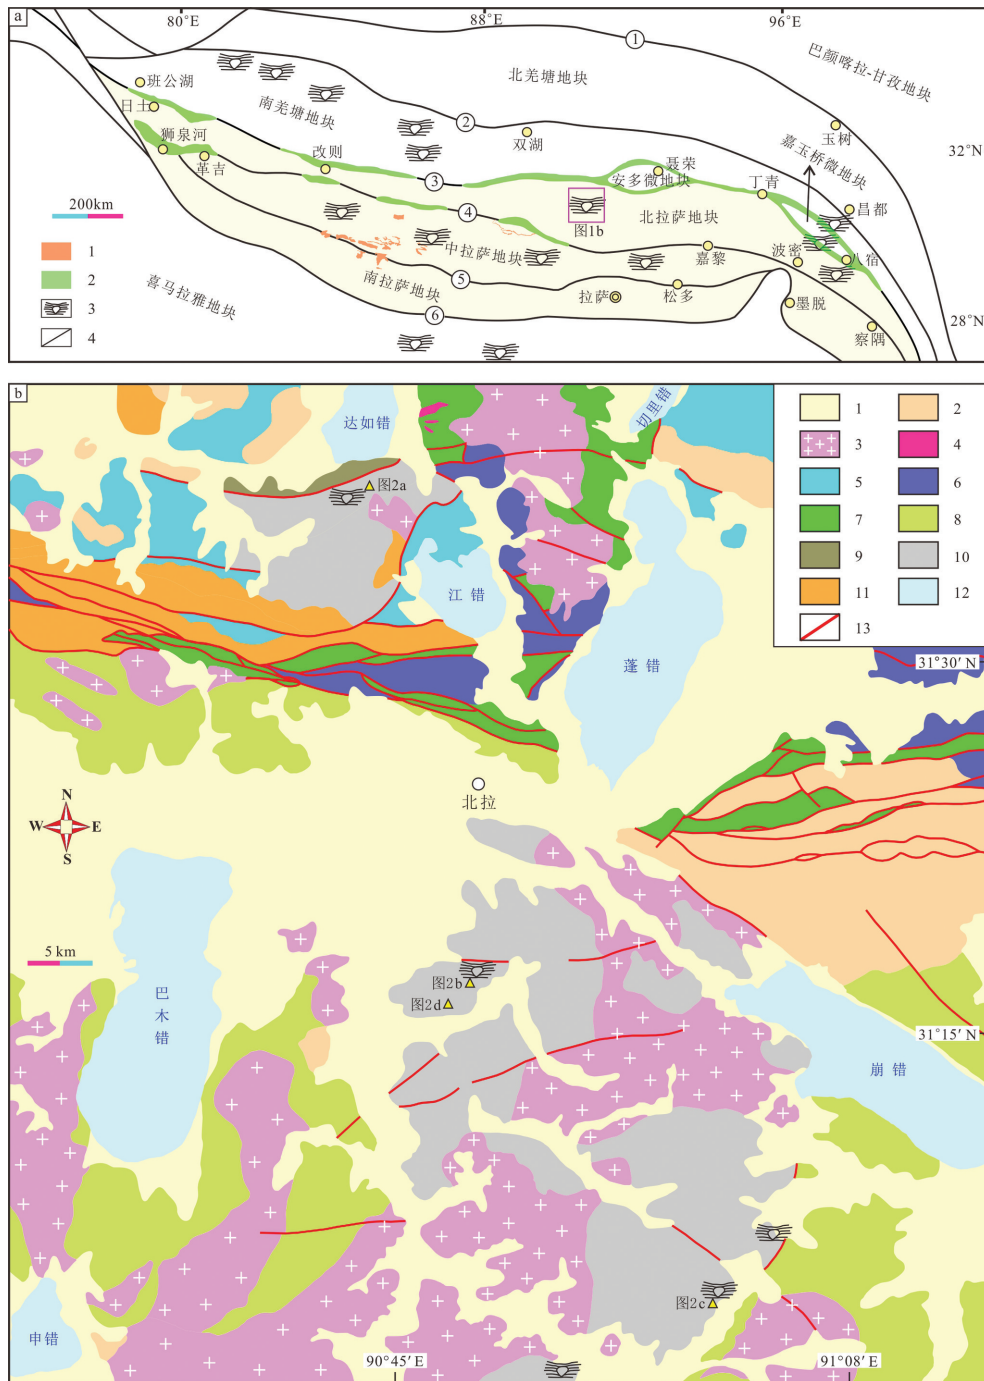 a
80°E
88°E
96°E
①
巴颜喀拉-甘孜地块
北羌塘地块
班公湖
南羌塘地块
日土
②
双湖
玉树
嘉玉桥微地块
32°N
狮泉河
革吉
改则
③
聂荣
安多微地块
丁青
昌都
200km
④
图1b
北拉萨地块
1
中拉萨地块
嘉黎
波密
八宿
2
喜马拉雅地块
南拉萨地块
⑤
拉萨
松多
墨脱
3
⑥
28°N
4
察隅
b
达如错
切里错
1
2
3
4
图2a
5
6
7
8
9
10
江错
11
12
13
蓬错
31°30′N
北拉
N
W
E
S
5 km
图2b
巴木错
图2d
31°15′N
崩错
图2c
申错
90°45′E
91°08′E